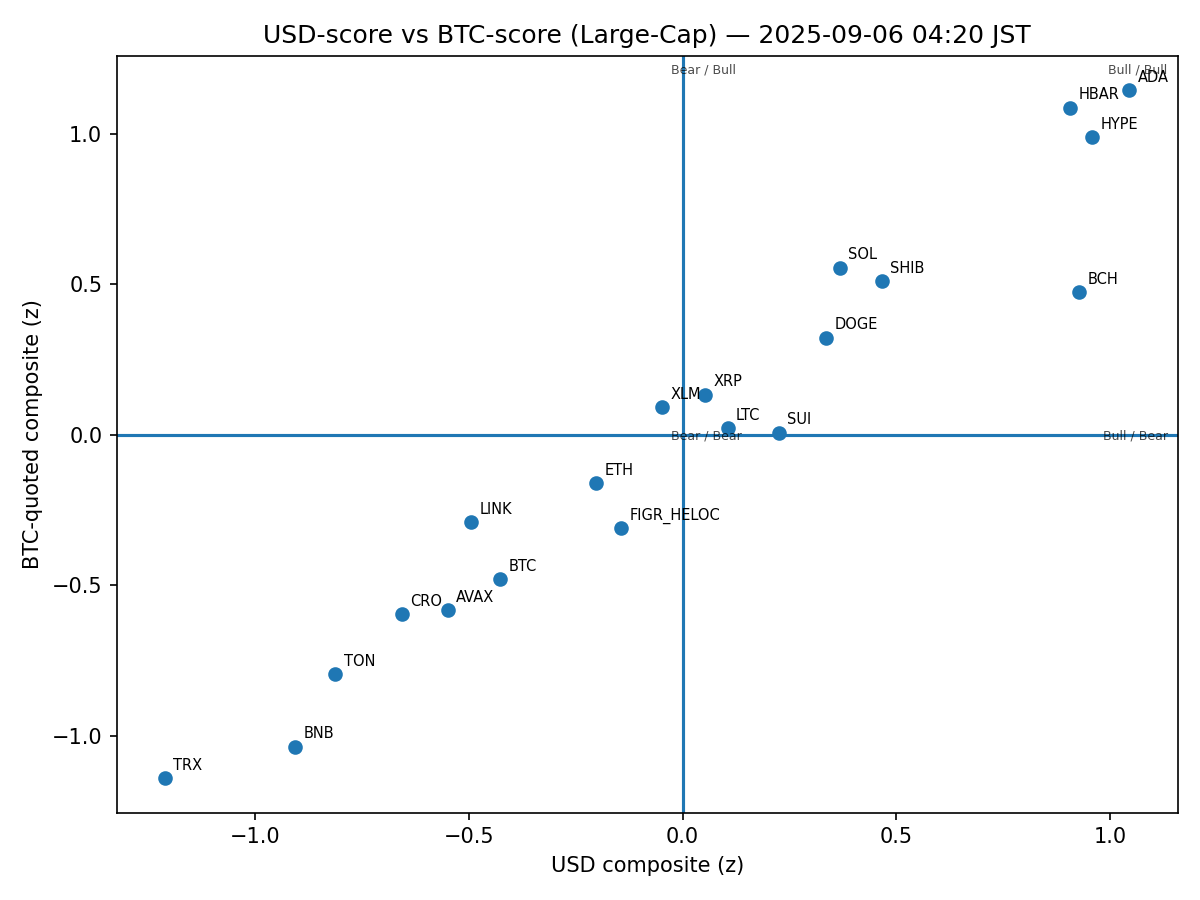 USD-score vs BTC-score (Large-Cap) — 2025-09-06 04:20 JST
Bear / Bull
Bull / Bull
ADA
HBAR
HYPE
SOL
SHIB
BCH
DOGE
XRP
XLM
LTC
SUI
Bear / Bear
Bull / Bear
ETH
LINK
FIGR_HELOC
BTC
CRO
AVAX
TON
BNB
TRX
1.0
0.5
0.0
−0.5
−1.0
BTC-quoted composite (z)
−1.0
−0.5
0.0
0.5
1.0
USD composite (z)